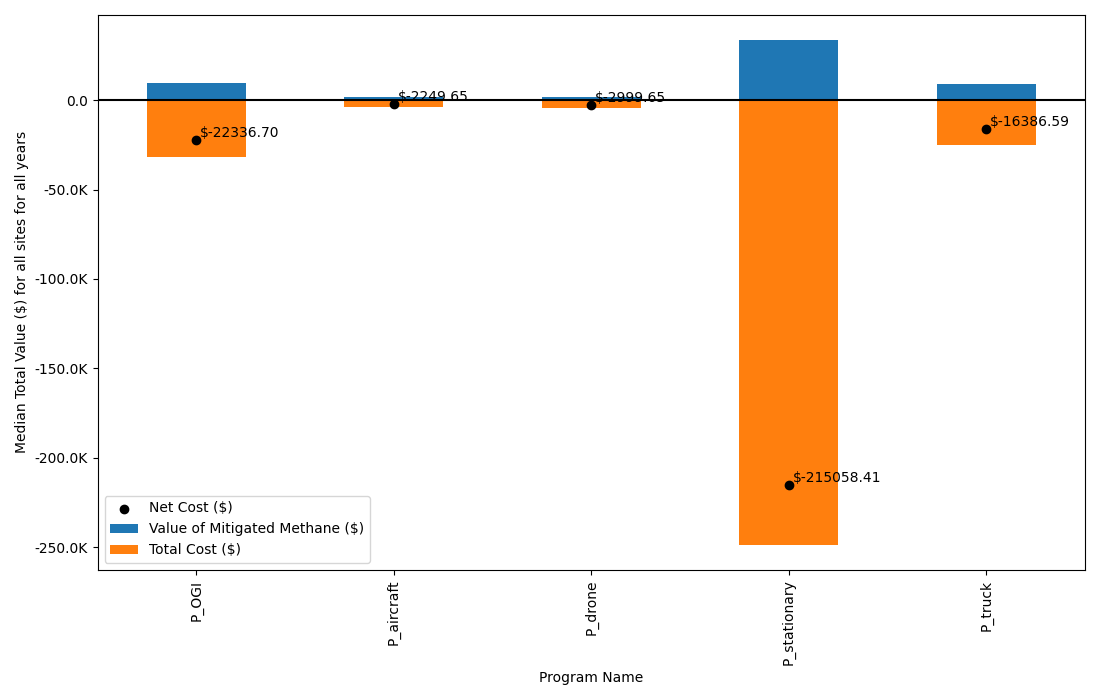 Median Total Value ($) for all sites for all years
0.0
-50.0K
-100.0K
-150.0K
-200.0K
-250.0K
$-22336.70
$-2249.65
$-2999.65
$-215058.41
$-16386.59
Net Cost ($)
Value of Mitigated Methane ($)
Total Cost ($)
P_OGI
P_aircraft
P_drone
P_stationary
P_truck
Program Name